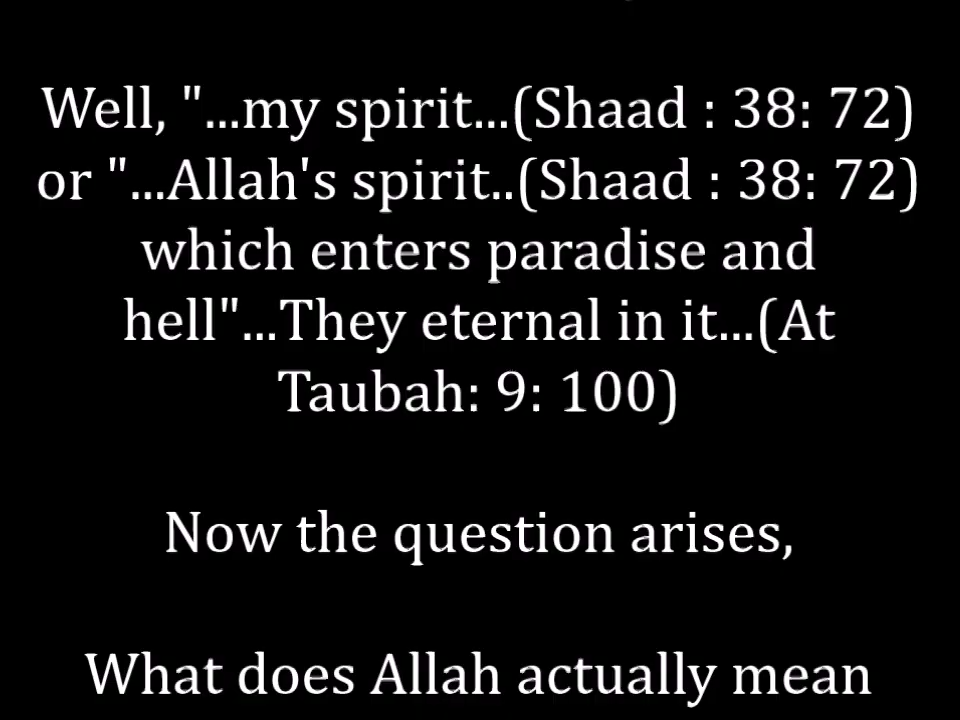 Well, "...my spirit...(Shaad : 38: 72)
or "...Allah's spirit..(Shaad : 38: 72)
which enters paradise and
hell"...They eternal in it...(At
Taubah: 9: 100)
Now the question arises,
What does Allah actually mean